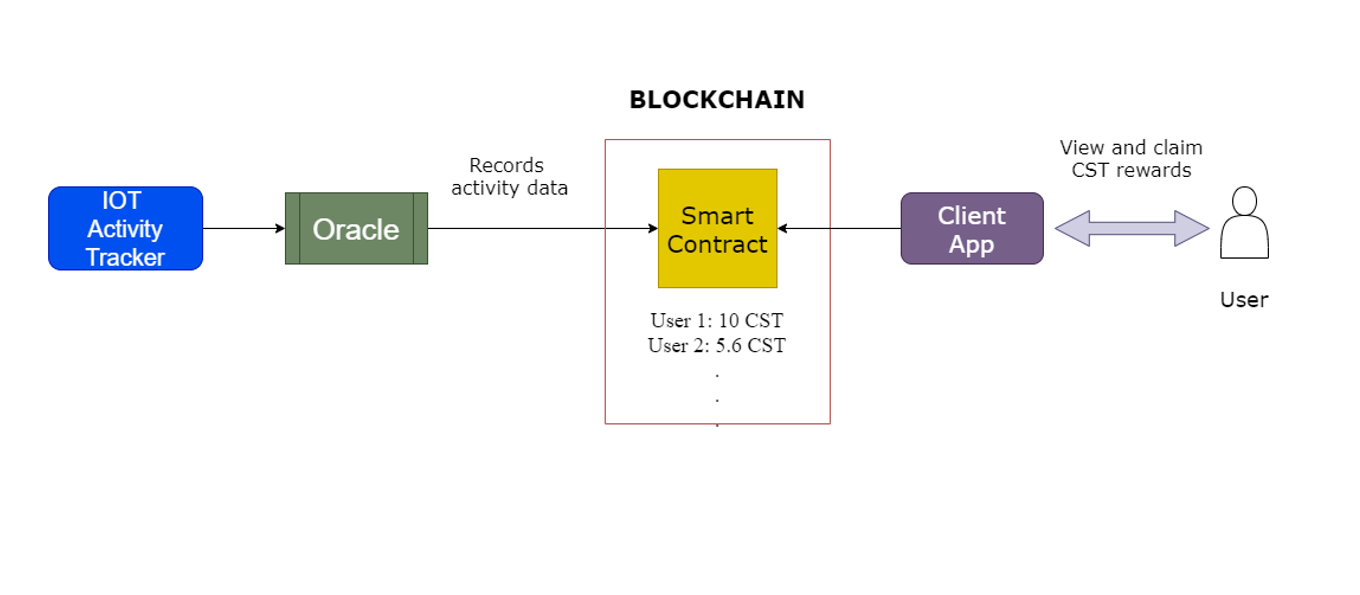 BLOCKCHAIN
IOT
Activity
Tracker
Oracle
Records
activity data
Smart
Contract
User 1: 10 CST
User 2: 5.6 CST
.
.
.
Client
App
View and claim
CST rewards
User